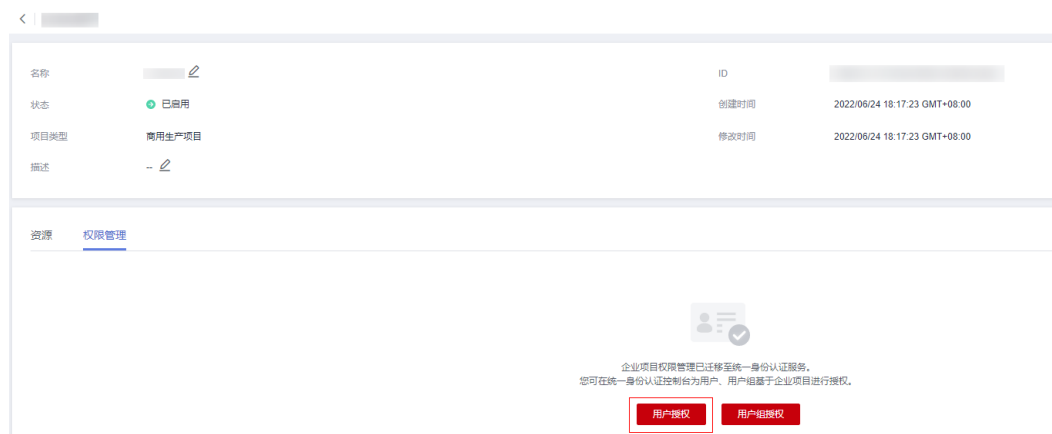 名称
ID
状态 已启用
创建时间 2022/06/24 18:17:23 GMT+08:00
项目类型 商用生产项目
修改时间 2022/06/24 18:17:23 GMT+08:00
描述 --
资源 权限管理
企业项目权限管理已迁移至统一身份认证服务。
您可在统一身份认证控制台为用户、用户组基于企业项目进行授权。
用户授权 用户组授权